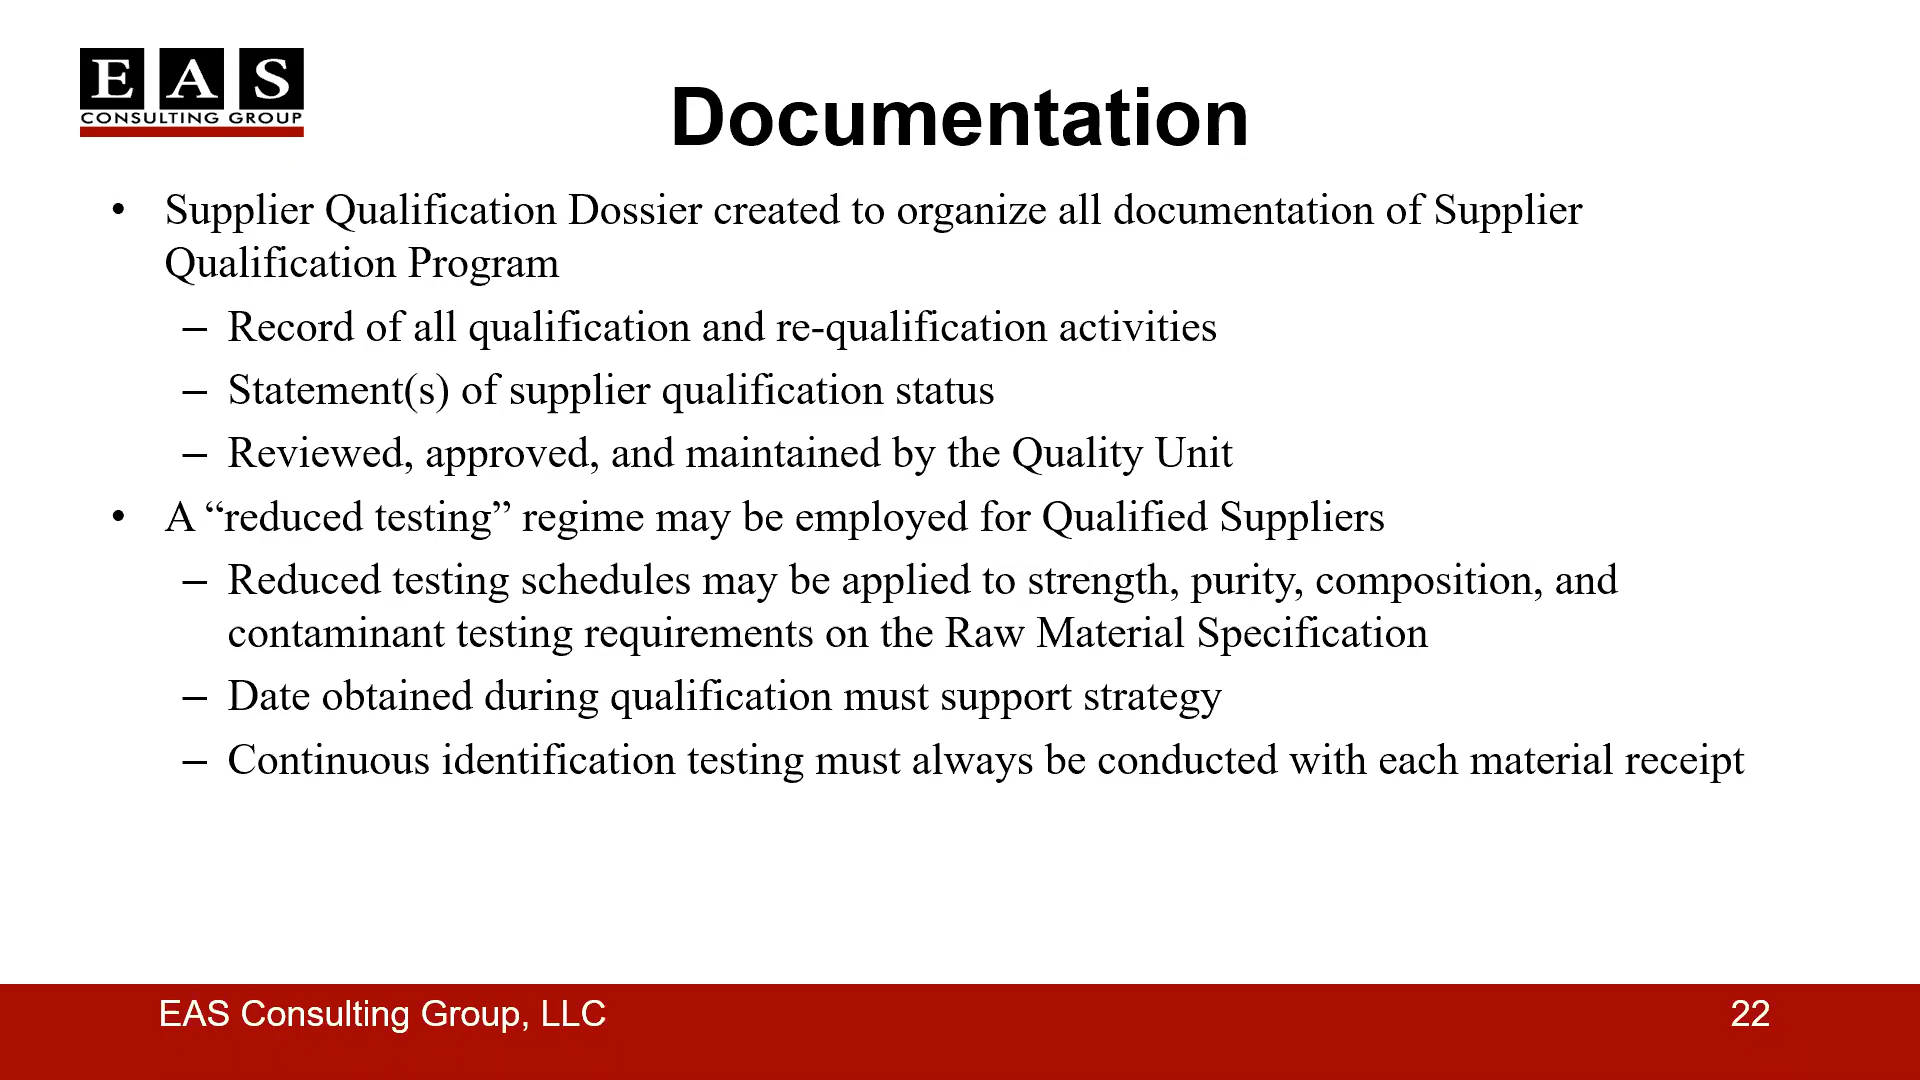 E A S
CONSULTING GROUP
Documentation
• Supplier Qualification Dossier created to organize all documentation of Supplier
Qualification Program
– Record of all qualification and re-qualification activities
– Statement(s) of supplier qualification status
– Reviewed, approved, and maintained by the Quality Unit
• A “reduced testing” regime may be employed for Qualified Suppliers
– Reduced testing schedules may be applied to strength, purity, composition, and
contaminant testing requirements on the Raw Material Specification
– Date obtained during qualification must support strategy
– Continuous identification testing must always be conducted with each material receipt
EAS Consulting Group, LLC
22